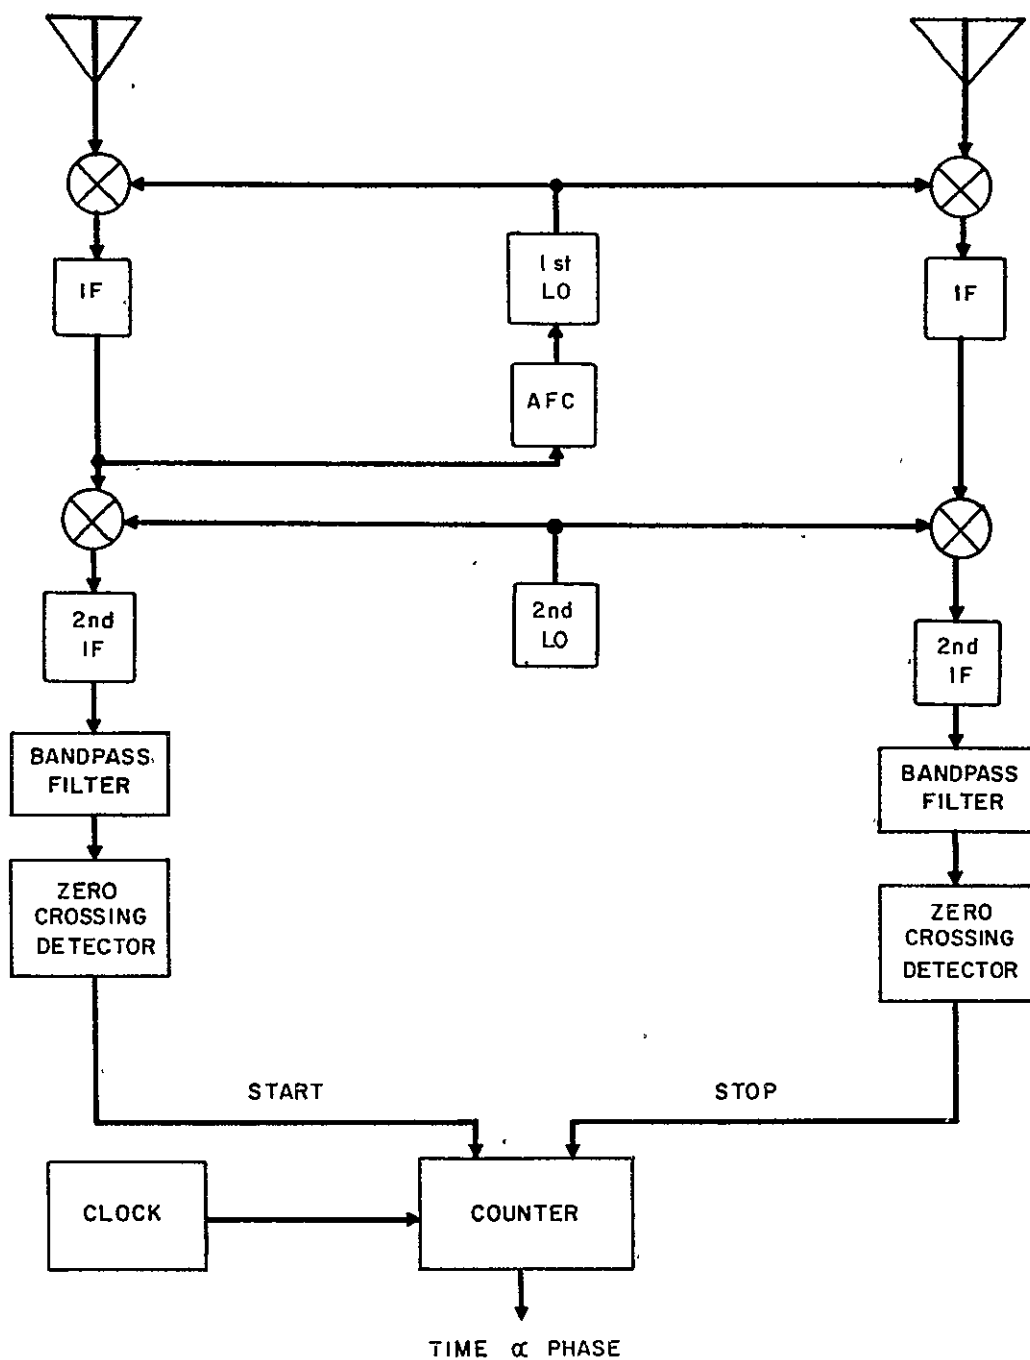 1st
LO
IF
IF
AFC
2nd
LO
2nd
IF
2nd
IF
BANDPASS
FILTER
BANDPASS
FILTER
ZERO
CROSSING
DETECTOR
ZERO
CROSSING
DETECTOR
START
STOP
CLOCK
COUNTER
TIME ∝ PHASE